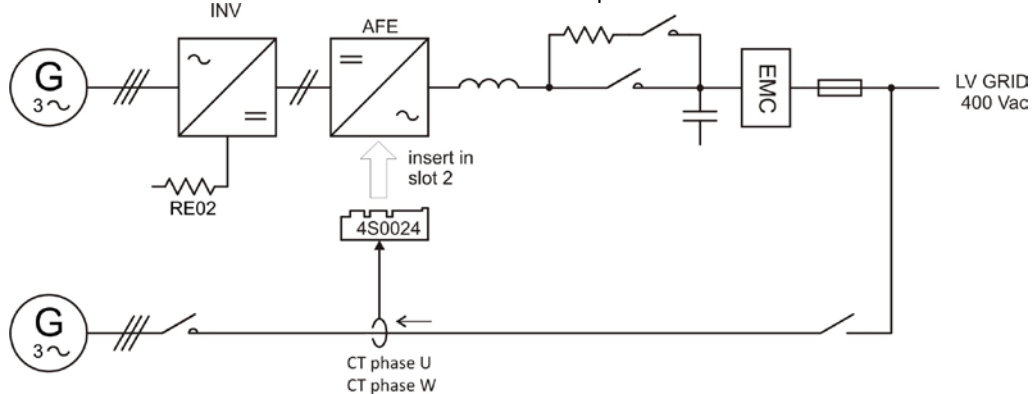 INV
AFE
G
3
LV GRID
400 Vac
EMC
insert in
slot 2
RE02
4S0024
G
3
CT phase U
CT phase W